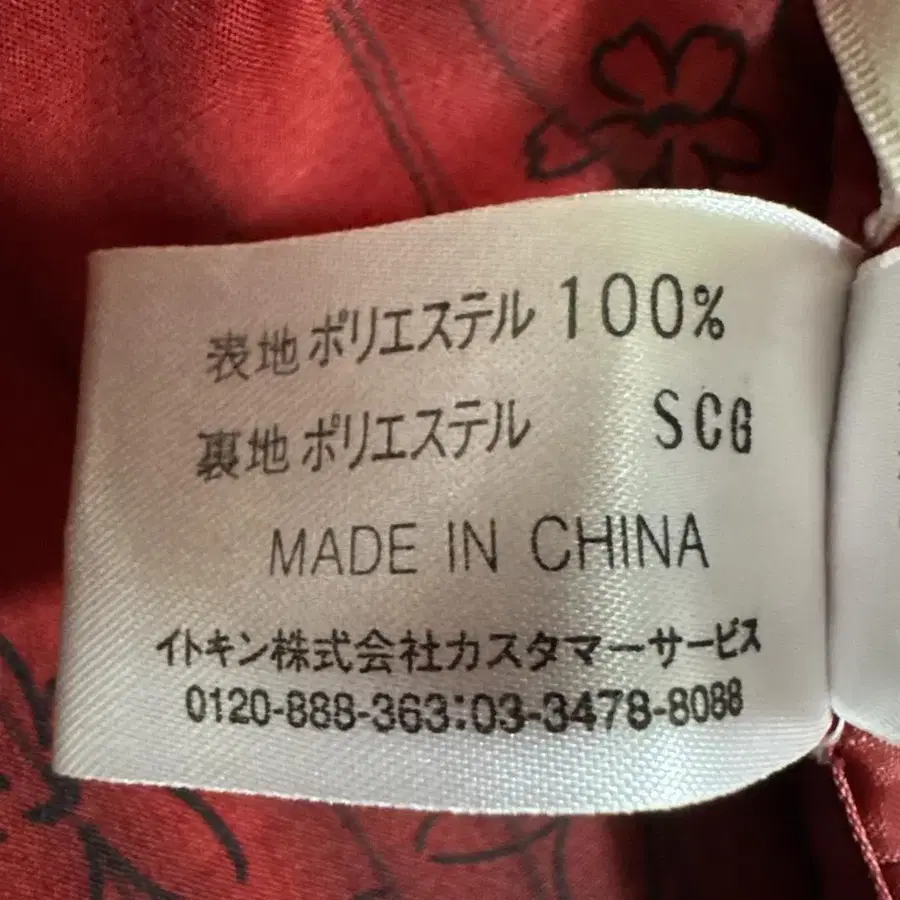 表地 ポリエステル 100%
裏地 ポリエステル SCG
MADE IN CHINA
イトキン株式会社カスタマーサービス
0120-888-363:03-3478-8088